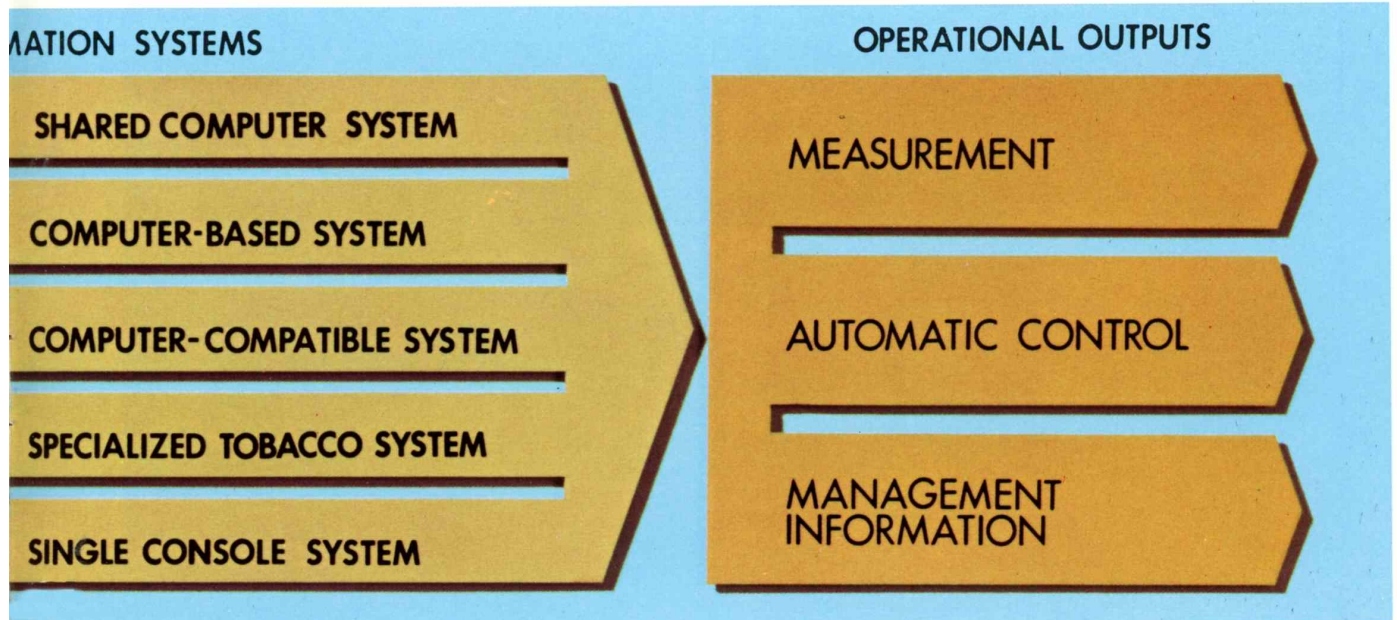 MATION SYSTEMS
SHARED COMPUTER SYSTEM
COMPUTER-BASED SYSTEM
COMPUTER-COMPATIBLE SYSTEM
SPECIALIZED TOBACCO SYSTEM
SINGLE CONSOLE SYSTEM
OPERATIONAL OUTPUTS
MEASUREMENT
AUTOMATIC CONTROL
MANAGEMENT
INFORMATION